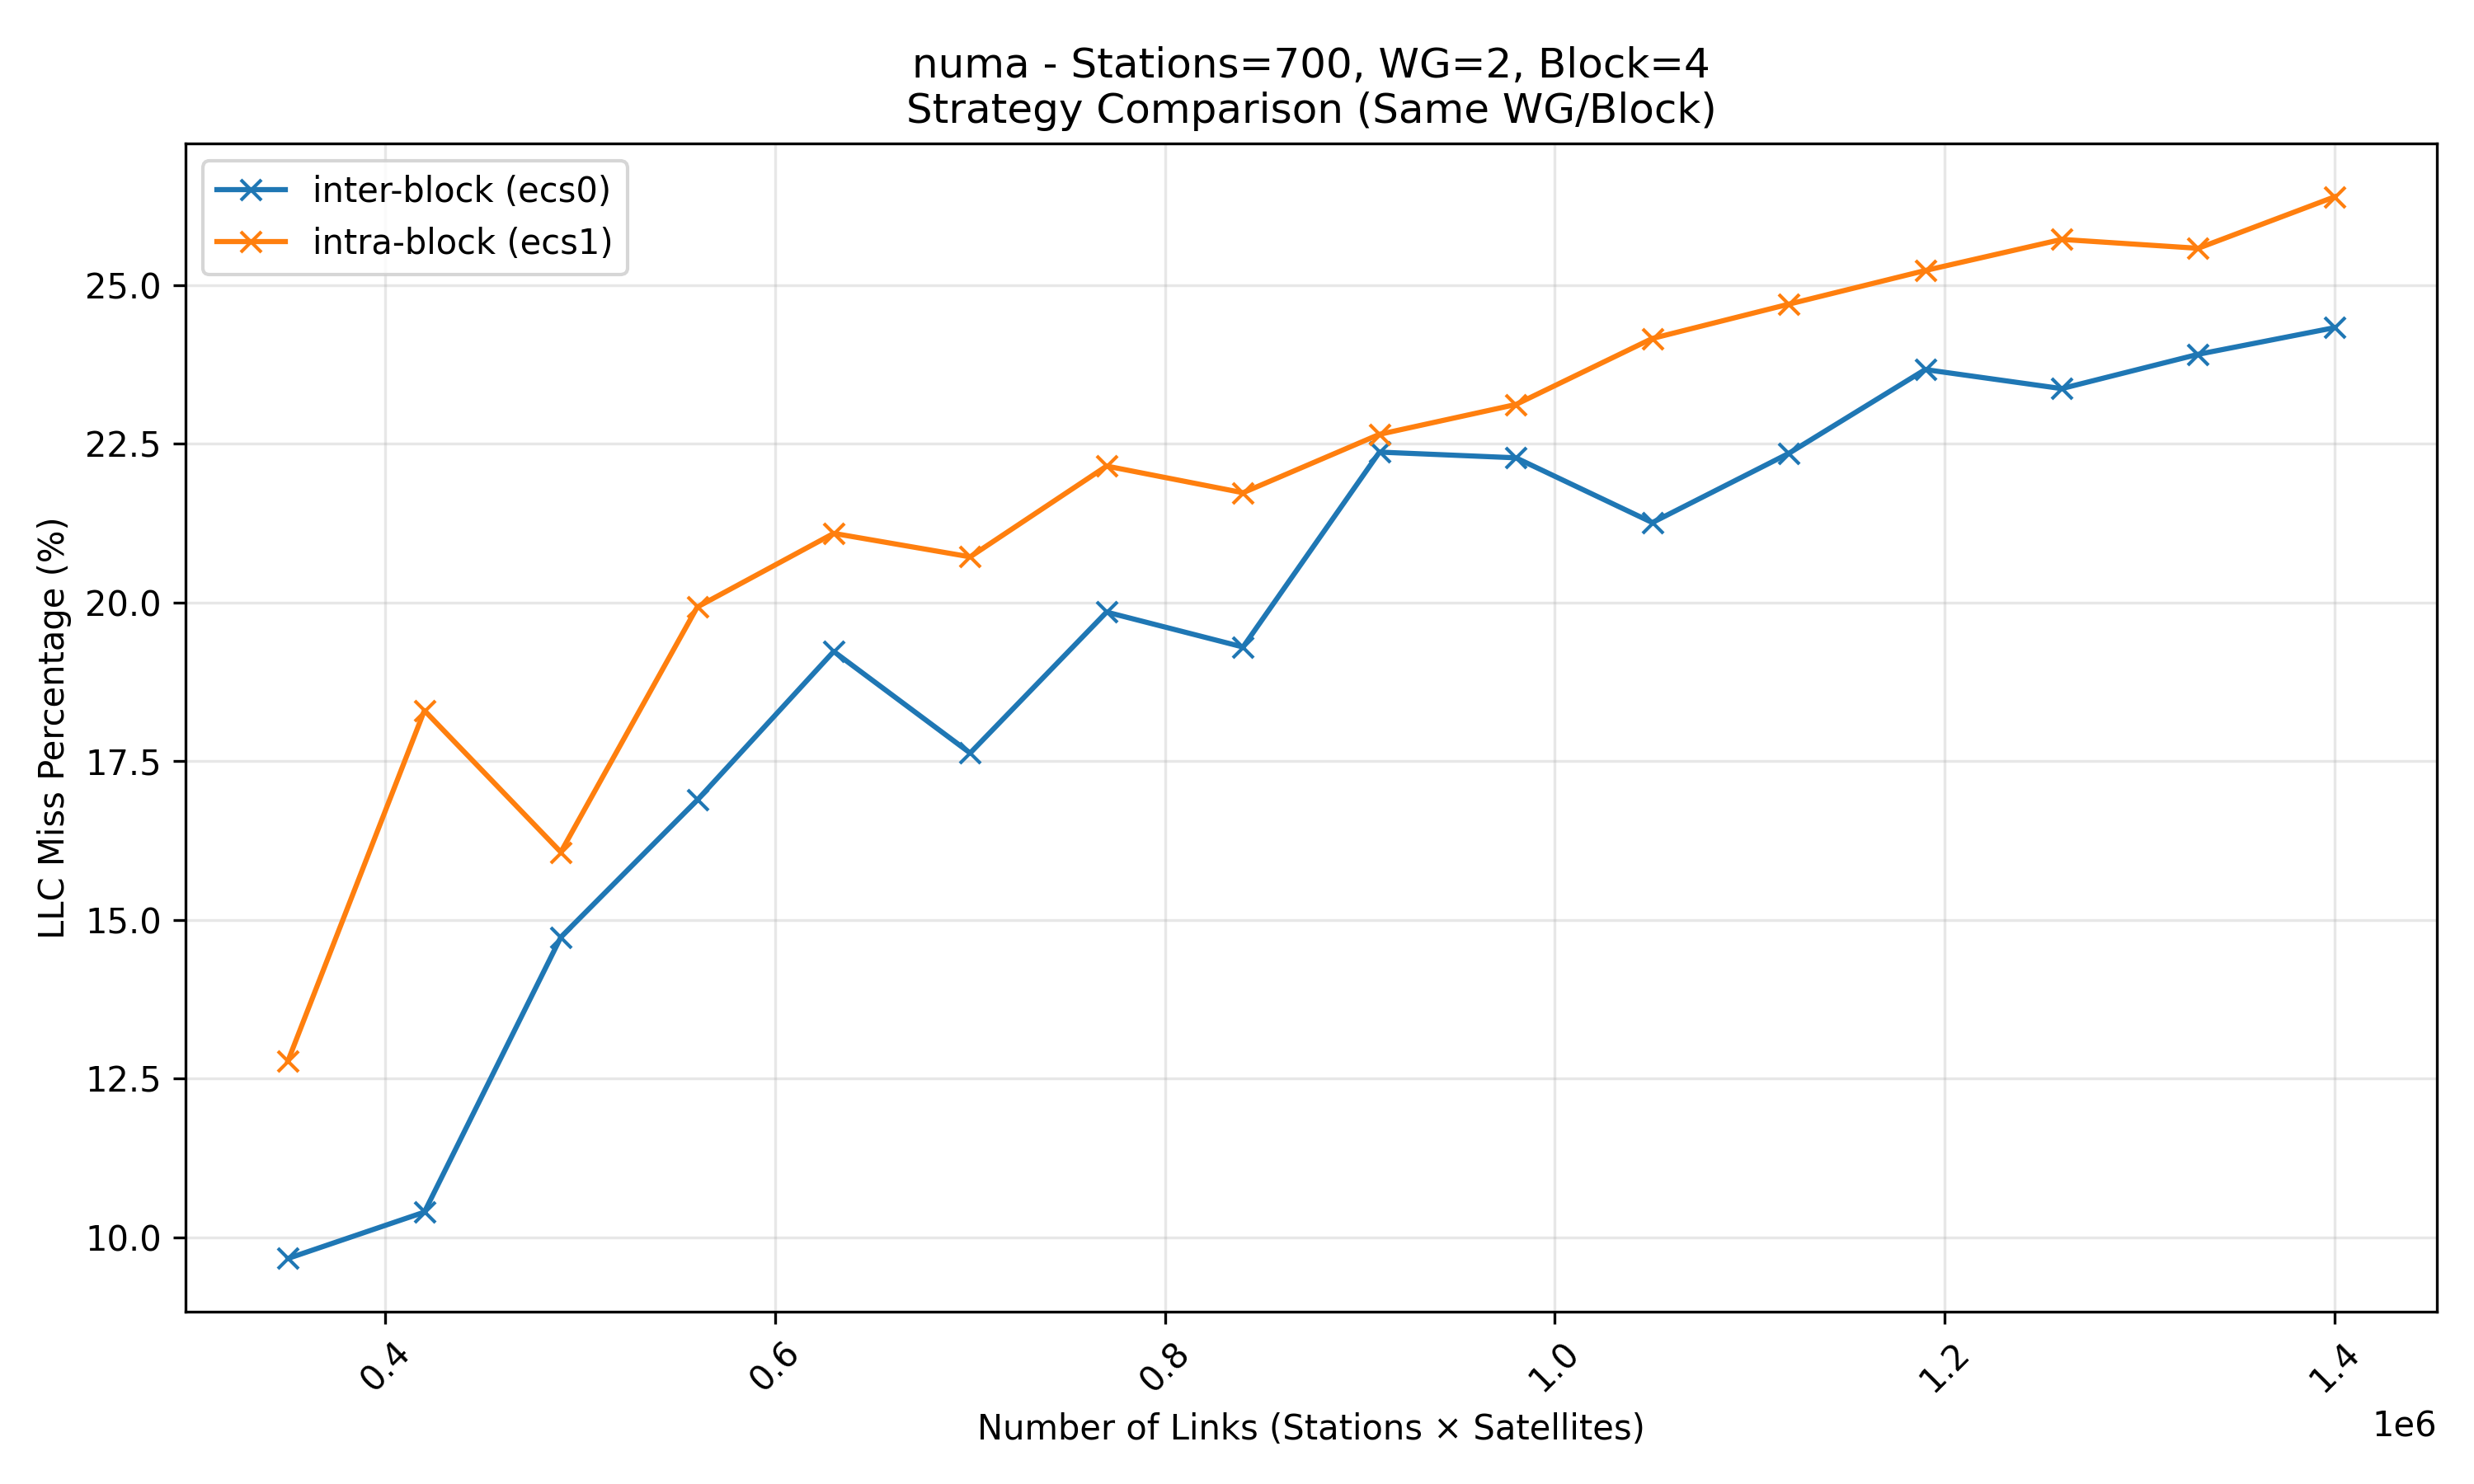 numa - Stations=700, WG=2, Block=4
Strategy Comparison (Same WG/Block)
inter-block (ecs0)
intra-block (ecs1)
LLC Miss Percentage (%)
25.0
22.5
20.0
17.5
15.0
12.5
10.0
0.4
0.6
0.8
1.0
1.2
1.4
1e6
Number of Links (Stations × Satellites)